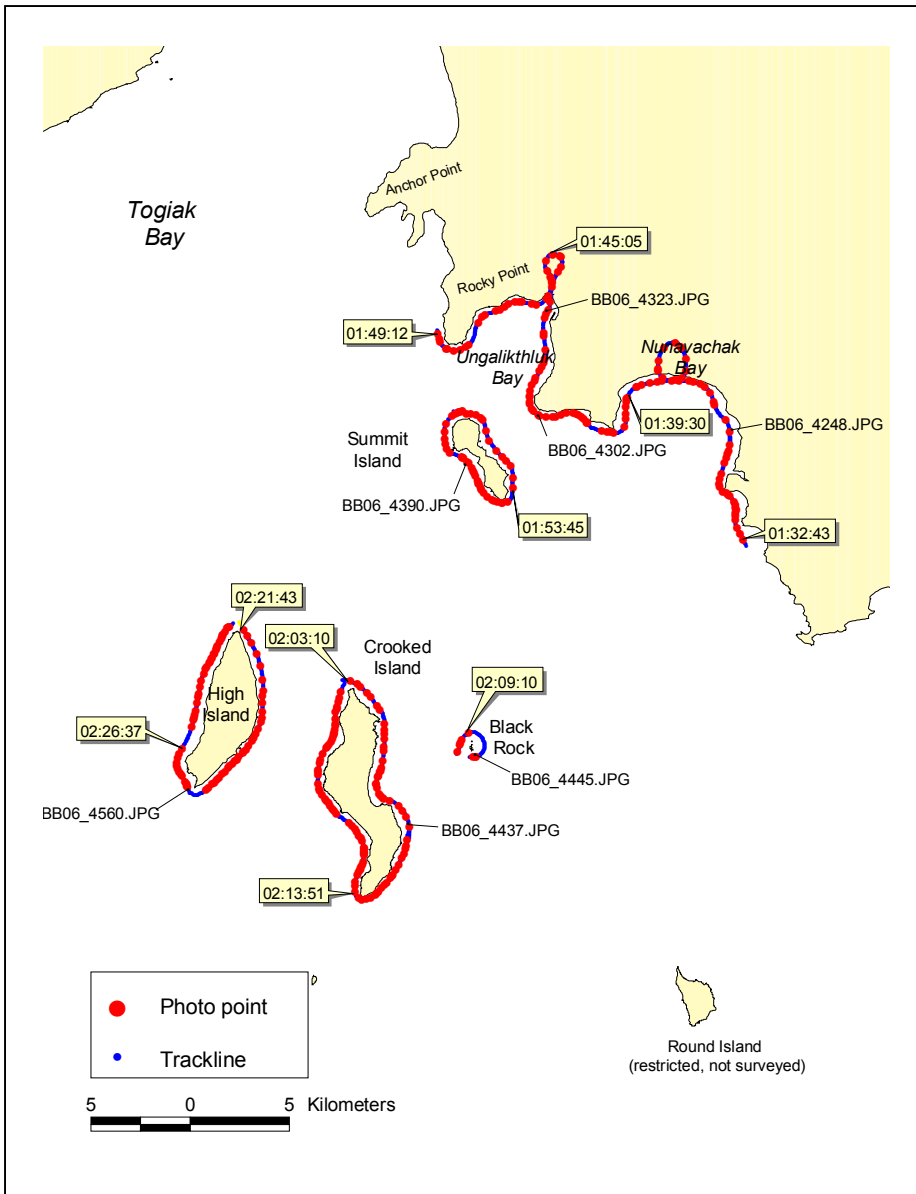 Anchor Point
Togiak
Bay
01:45:05
Rocky Point
BB06_4323.JPG
01:49:12
Ungalikthluk
Bay
Nunavachak
Bay
01:39:30
BB06_4248.JPG
Summit
Island
BB06_4302.JPG
BB06_4390.JPG
01:53:45
01:32:43
02:21:43
02:03:10
Crooked
Island
02:09:10
High
Island
Black
Rock
02:26:37
BB06_4445.JPG
BB06_4560.JPG
BB06_4437.JPG
02:13:51
Photo point
Trackline
Round Island
(restricted, not surveyed)
5 0 5 Kilometers